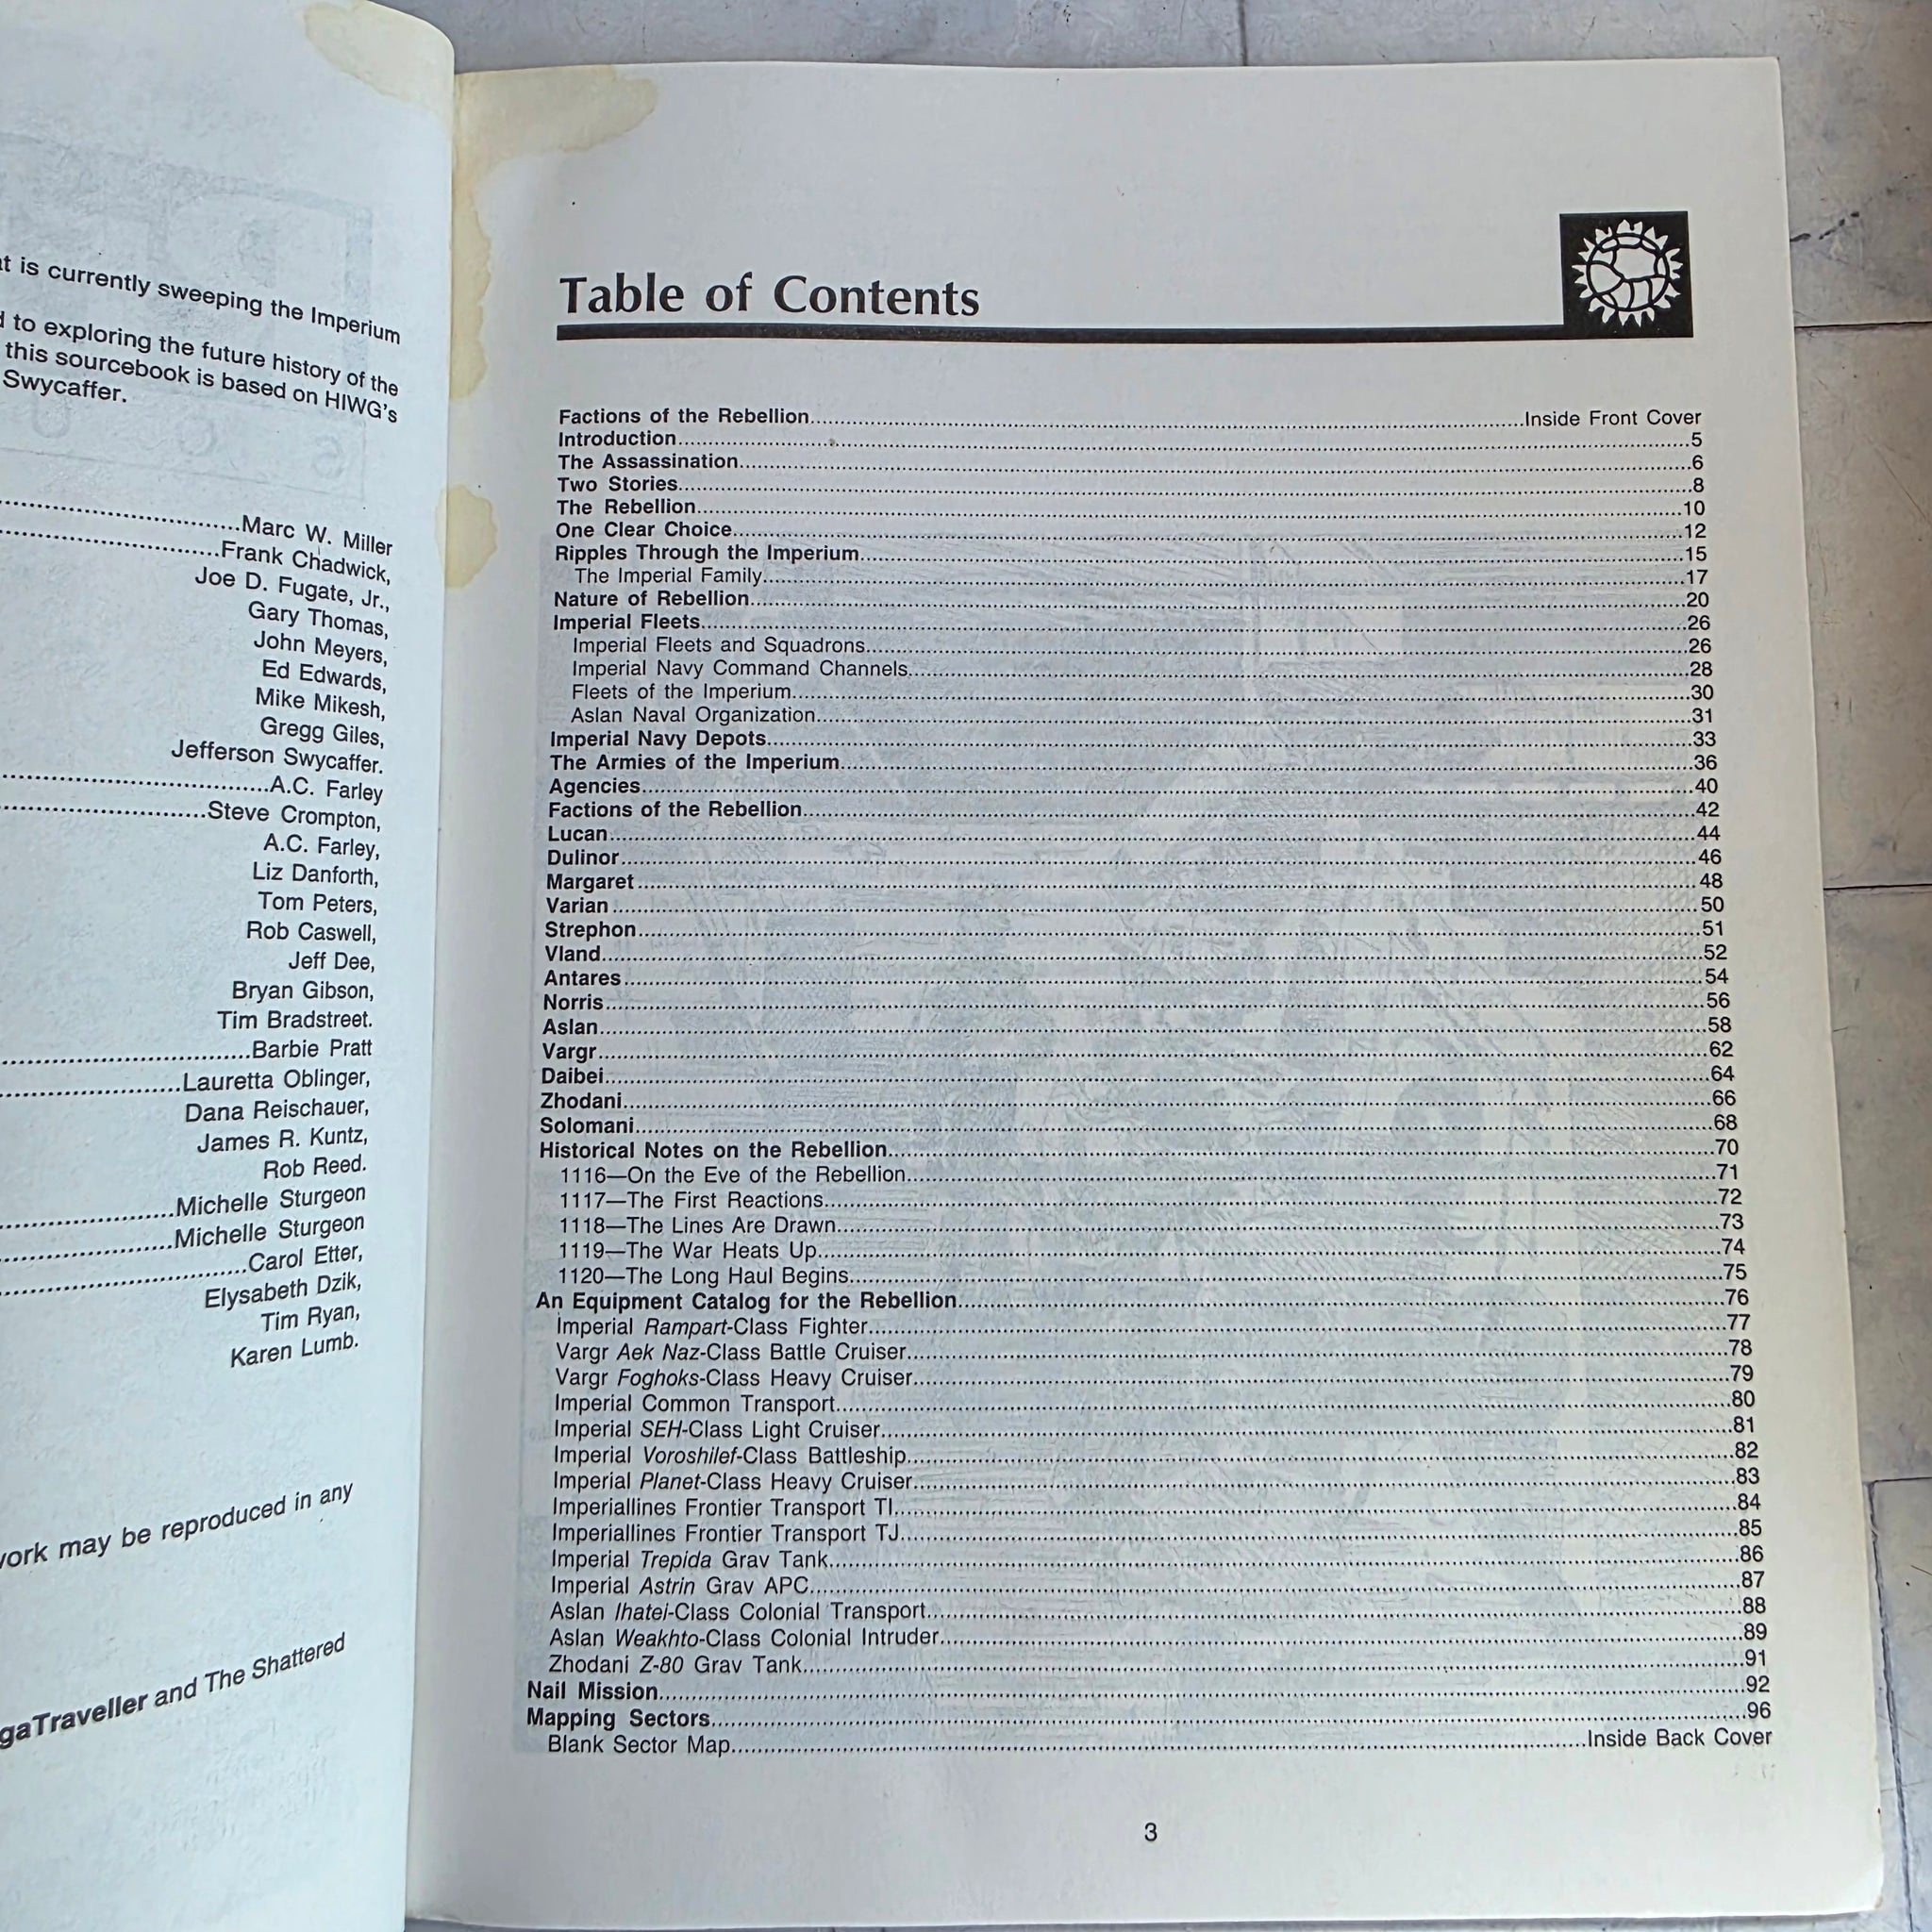 t is currently sweeping the Imperium
to exploring the future history of the
this sourcebook is based on HIWG's
Swycaffer.
Marc W. Miller
Frank Chadwick,
Joe D. Fugate, Jr.,
Gary Thomas,
John Meyers,
Ed Edwards,
Mike Mikesh,
Gregg Giles,
Jefferson Swycaffer.
A.C. Farley
Steve Crompton,
A.C. Farley,
Liz Danforth,
Tom Peters,
Rob Caswell,
Jeff Dee,
Bryan Gibson,
Tim Bradstreet.
Barbie Pratt
Lauretta Oblinger,
Dana Reischauer,
James R. Kuntz,
Rob Reed.
Michelle Sturgeon
Michelle Sturgeon
Carol Etter,
Elysabeth Dzik,
Tim Ryan,
Karen Lumb.
work may be reproduced in any
gaTraveller and The Shattered
Table of Contents
Factions of the Rebellion....Inside Front Cover
Introduction....5
The Assassination....6
Two Stories....8
The Rebellion....10
One Clear Choice....12
Ripples Through the Imperium....15
The Imperial Family....17
Nature of Rebellion....20
Imperial Fleets....26
Imperial Fleets and Squadrons....26
Imperial Navy Command Channels....28
Fleets of the Imperium....30
Aslan Naval Organization....31
Imperial Navy Depots....33
The Armies of the Imperium....36
Agencies....40
Factions of the Rebellion....42
Lucan....44
Dulinor....46
Margaret....48
Varian....50
Strephon....51
Vland....52
Antares....54
Norris....56
Aslan....58
Vargr....62
Daibei....64
Zhodani....66
Solomani....68
Historical Notes on the Rebellion....70
1116—On the Eve of the Rebellion....71
1117—The First Reactions....72
1118—The Lines Are Drawn....73
1119—The War Heats Up....74
1120—The Long Haul Begins....75
An Equipment Catalog for the Rebellion....76
Imperial Rampart-Class Fighter....77
Vargr Aek Naz-Class Battle Cruiser....78
Vargr Foghoks-Class Heavy Cruiser....79
Imperial Common Transport....80
Imperial SEH-Class Light Cruiser....81
Imperial Voroshilef-Class Battleship....82
Imperial Planet-Class Heavy Cruiser....83
Imperiallines Frontier Transport TI....84
Imperiallines Frontier Transport TJ....85
Imperial Trepida Grav Tank....86
Imperial Astrin Grav APC....87
Aslan Ihatei-Class Colonial Transport....88
Aslan Weakhto-Class Colonial Intruder....89
Zhodani Z-80 Grav Tank....91
Nail Mission....92
Mapping Sectors....96
Blank Sector Map....Inside Back Cover
3